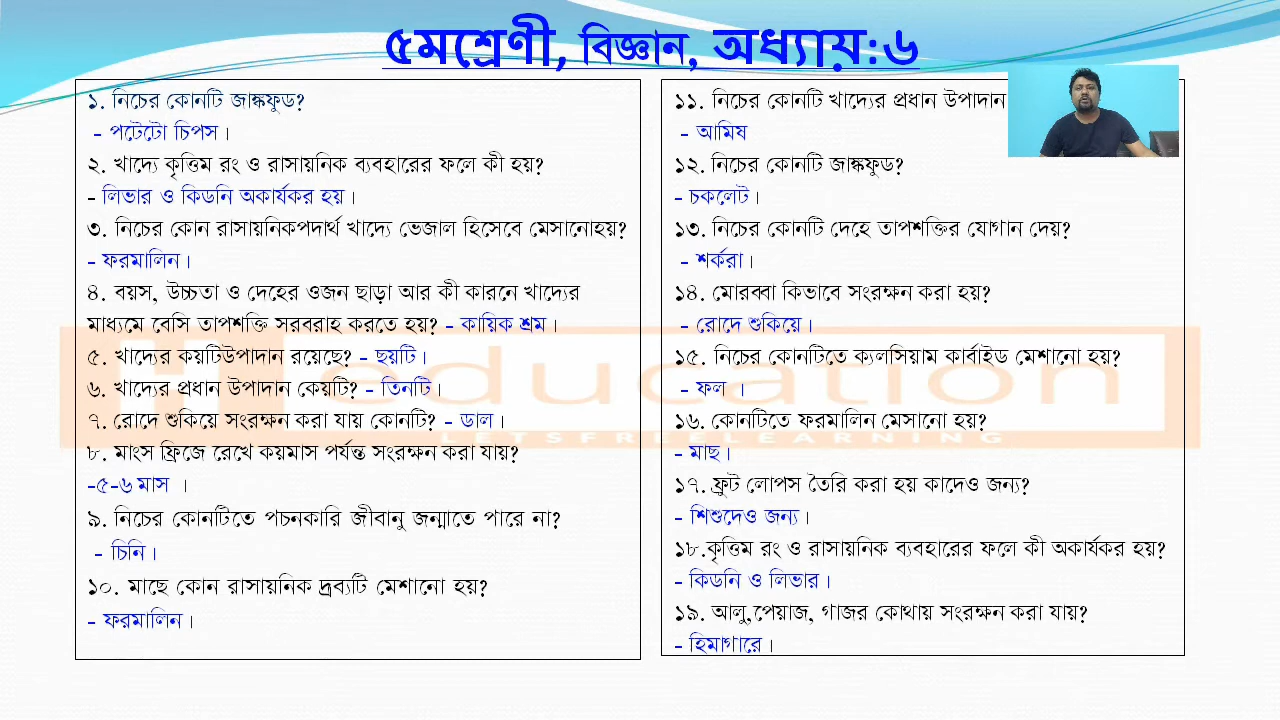 ৫মশ্রেণী, বিজ্ঞান, অধ্যায়:৬
১. নিচের কোনটি জাঙ্কফুড?
- পটেটো চিপস।
২. খাদ্যে কৃত্তিম রং ও রাসায়নিক ব্যবহারের ফলে কী হয়?
- লিভার ও কিডনি অকার্যকর হয়।
৩. নিচের কোন রাসায়নিকপদার্থ খাদ্যে ভেজাল হিসেবে মেসানোহয়?
- ফরমালিন।
৪. বয়স, উচ্চতা ও দেহের ওজন ছাড়া আর কী কারনে খাদ্যের
মাধ্যমে বেসি তাপশক্তি সরবরাহ করতে হয়? - কায়িক শ্রম।
৫. খাদ্যের কয়টিউপাদান রয়েছে? - ছয়টি।
৬. খাদ্যের প্রধান উপাদান কেয়টি? - তিনটি।
৭. রোদে শুকিয়ে সংরক্ষন করা যায় কোনটি? - ডাল।
৮. মাংস ফ্রিজে রেখে কয়মাস পর্যন্ত সংরক্ষন করা যায়?
-৫-৬ মাস ।
৯. নিচের কোনটিতে পচনকারি জীবানু জন্মাতে পারে না?
- চিনি।
১০. মাছে কোন রাসায়নিক দ্রব্যটি মেশানো হয়?
- ফরমালিন।
১১. নিচের কোনটি খাদ্যের প্রধান উপাদান
- আমিষ
১২. নিচের কোনটি জাঙ্কফুড?
- চকলেট।
১৩. নিচের কোনটি দেহে তাপশক্তির যোগান দেয়?
- শর্করা।
১৪. মোরব্বা কিভাবে সংরক্ষন করা হয়?
- রোদে শুকিয়ে।
১৫. নিচের কোনটিতে ক্যলসিয়াম কার্বাইড মেশানো হয়?
- ফল ।
১৬. কোনটিতে ফরমালিন মেসানো হয়?
- মাছ।
১৭. ফ্রুট লোপস তৈরি করা হয় কাদেও জন্য?
- শিশুদেও জন্য।
১৮.কৃত্তিম রং ও রাসায়নিক ব্যবহারের ফলে কী অকার্যকর হয়?
- কিডনি ও লিভার।
১৯. আলু,পেয়াজ, গাজর কোথায় সংরক্ষন করা যায়?
- হিমাগারে।
education
LETSFREELEARNING